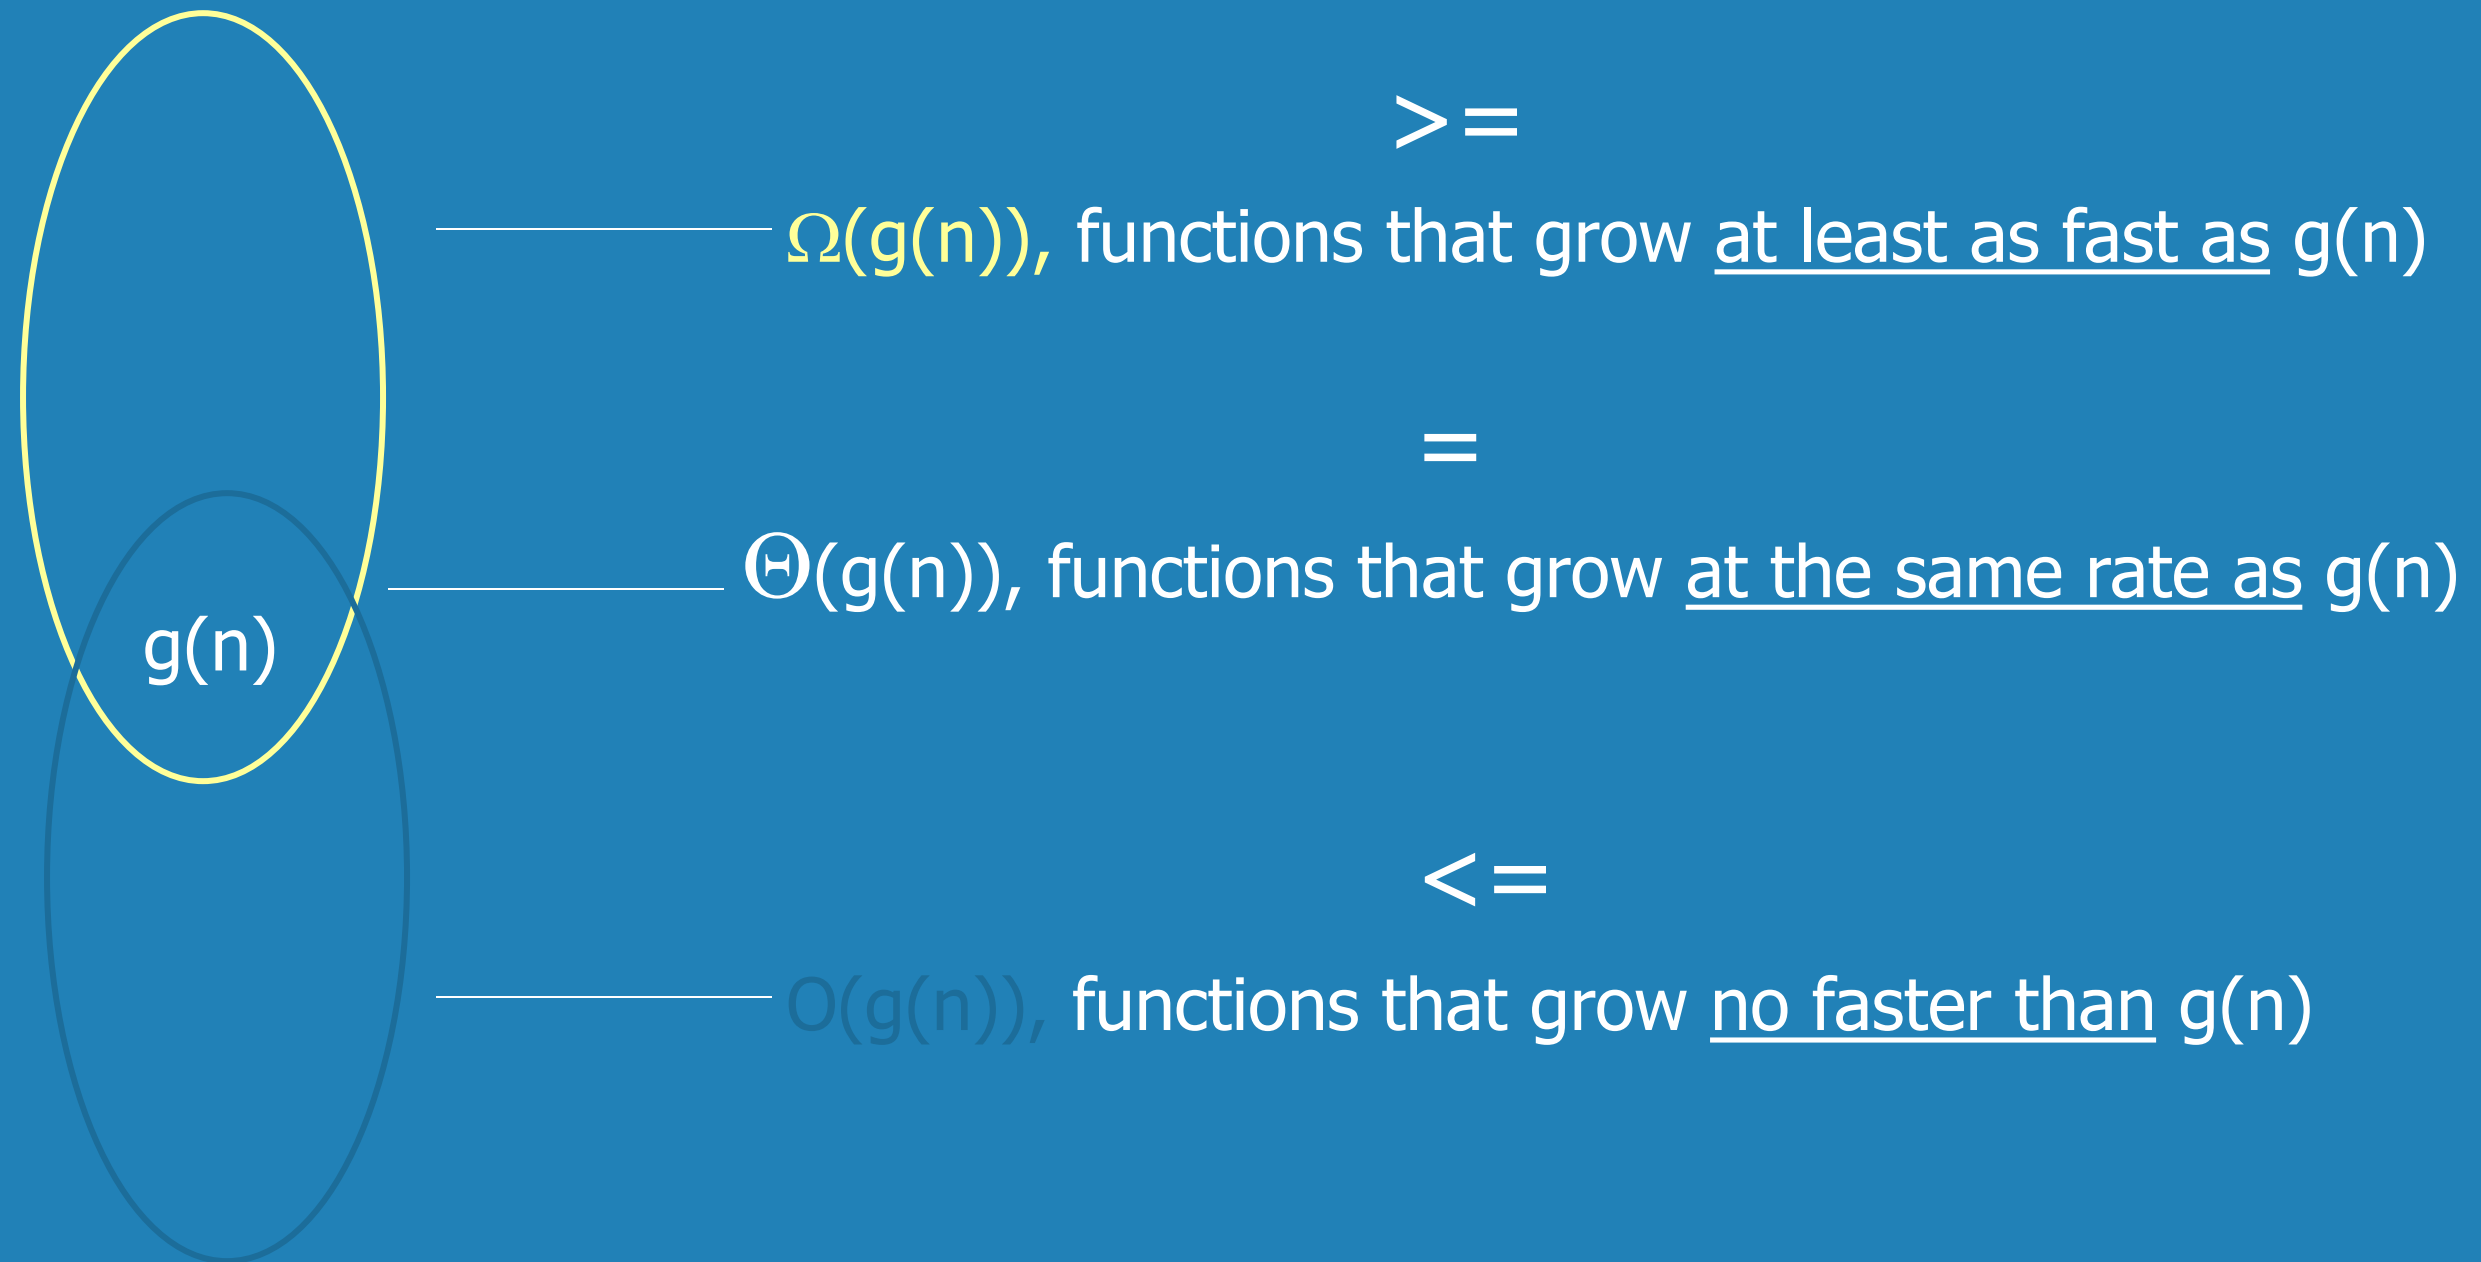 >=
Ω(g(n)), functions that grow at least as fast as g(n)
=
Θ(g(n)), functions that grow at the same rate as g(n)
g(n)
<=
O(g(n)), functions that grow no faster than g(n)